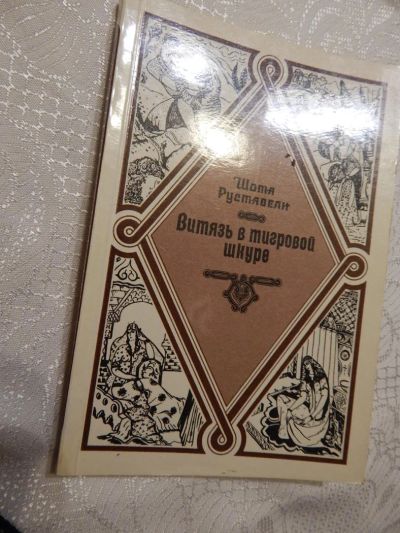 Шота
Руставели
Витязь в тигровой
шкуре